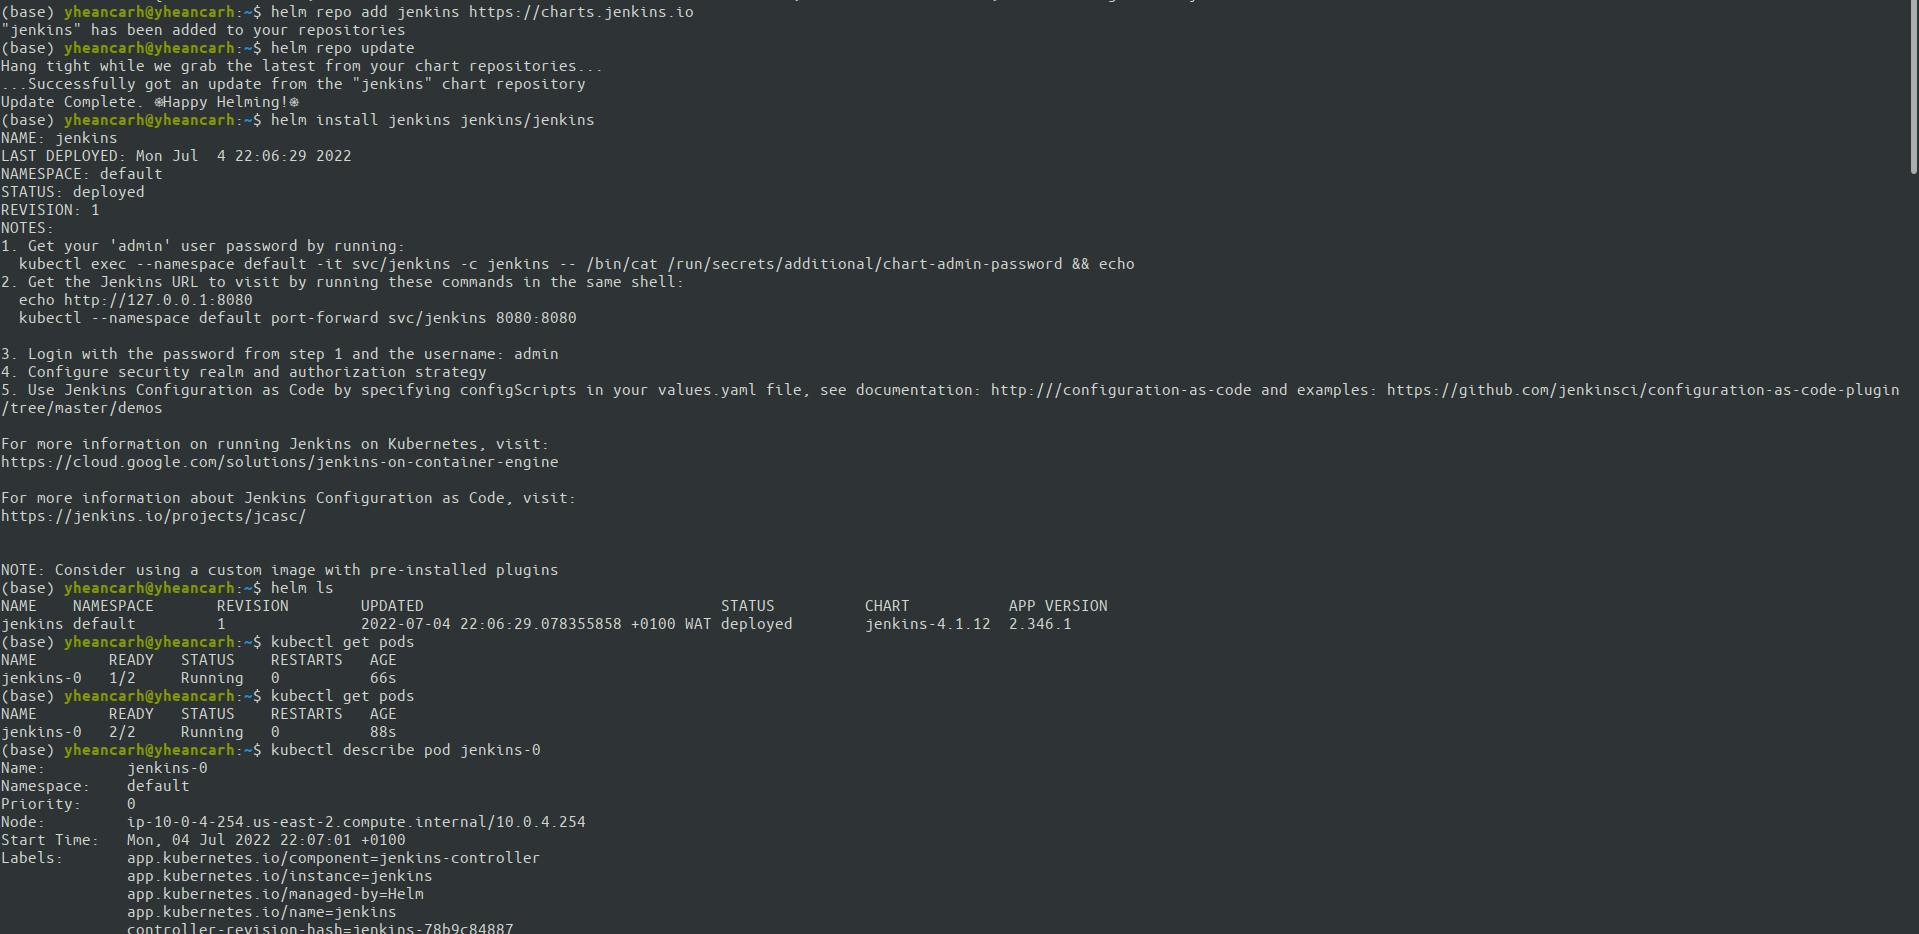 (base) yheancarh@yheancarh:~$ helm repo add jenkins https://charts.jenkins.io
"jenkins" has been added to your repositories
(base) yheancarh@yheancarh:~$ helm repo update
Hang tight while we grab the latest from your chart repositories...
...Successfully got an update from the "jenkins" chart repository
Update Complete. ⎈Happy Helming!⎈
(base) yheancarh@yheancarh:~$ helm install jenkins jenkins/jenkins
NAME: jenkins
LAST DEPLOYED: Mon Jul  4 22:06:29 2022
NAMESPACE: default
STATUS: deployed
REVISION: 1
NOTES:
1. Get your 'admin' user password by running:
  kubectl exec --namespace default -it svc/jenkins -c jenkins -- /bin/cat /run/secrets/additional/chart-admin-password && echo
2. Get the Jenkins URL to visit by running these commands in the same shell:
  echo http://127.0.0.1:8080
  kubectl --namespace default port-forward svc/jenkins 8080:8080
3. Login with the password from step 1 and the username: admin
4. Configure security realm and authorization strategy
5. Use Jenkins Configuration as Code by specifying configScripts in your values.yaml file, see documentation: http:///configuration-as-code and examples: https://github.com/jenkinsci/configuration-as-code-plugin
/tree/master/demos
For more information on running Jenkins on Kubernetes, visit:
https://cloud.google.com/solutions/jenkins-on-container-engine
For more information about Jenkins Configuration as Code, visit:
https://jenkins.io/projects/jcasc/
NOTE: Consider using a custom image with pre-installed plugins
(base) yheancarh@yheancarh:~$ helm ls
NAME    NAMESPACE       REVISION        UPDATED                                 STATUS          CHART           APP VERSION
jenkins default         1               2022-07-04 22:06:29.078355858 +0100 WAT deployed        jenkins-4.1.12  2.346.1
(base) yheancarh@yheancarh:~$ kubectl get pods
NAME        READY   STATUS    RESTARTS   AGE
jenkins-0   1/2     Running   0          66s
(base) yheancarh@yheancarh:~$ kubectl get pods
NAME        READY   STATUS    RESTARTS   AGE
jenkins-0   2/2     Running   0          88s
(base) yheancarh@yheancarh:~$ kubectl describe pod jenkins-0
Name:         jenkins-0
Namespace:    default
Priority:     0
Node:         ip-10-0-4-254.us-east-2.compute.internal/10.0.4.254
Start Time:   Mon, 04 Jul 2022 22:07:01 +0100
Labels:       app.kubernetes.io/component=jenkins-controller
              app.kubernetes.io/instance=jenkins
              app.kubernetes.io/managed-by=Helm
              app.kubernetes.io/name=jenkins
              controller-revision-hash=jenkins-78b9c84887